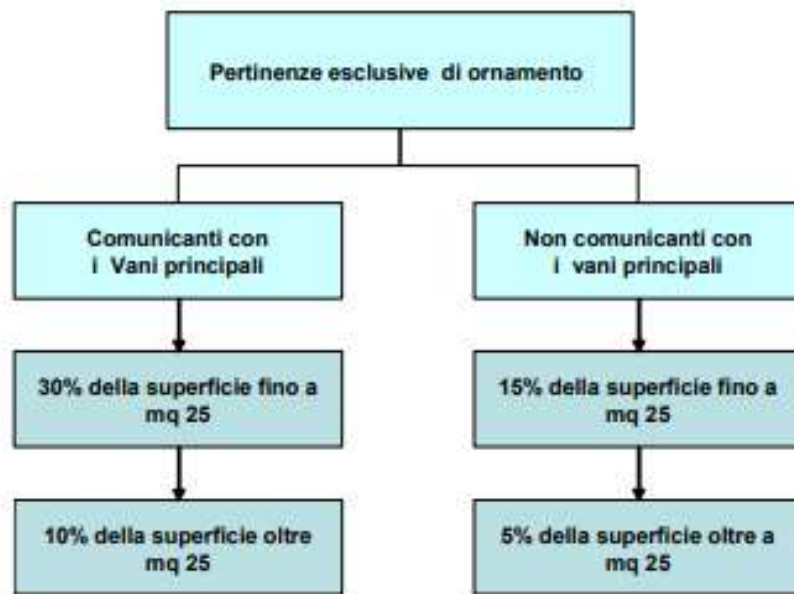 Pertinenze esclusive di ornamento
Comunicanti con
i Vani principali
Non comunicanti con
i vani principali
30% della superficie fino a
mq 25
15% della superficie fino a
mq 25
10% della superficie oltre
mq 25
5% della superficie oltre a
mq 25